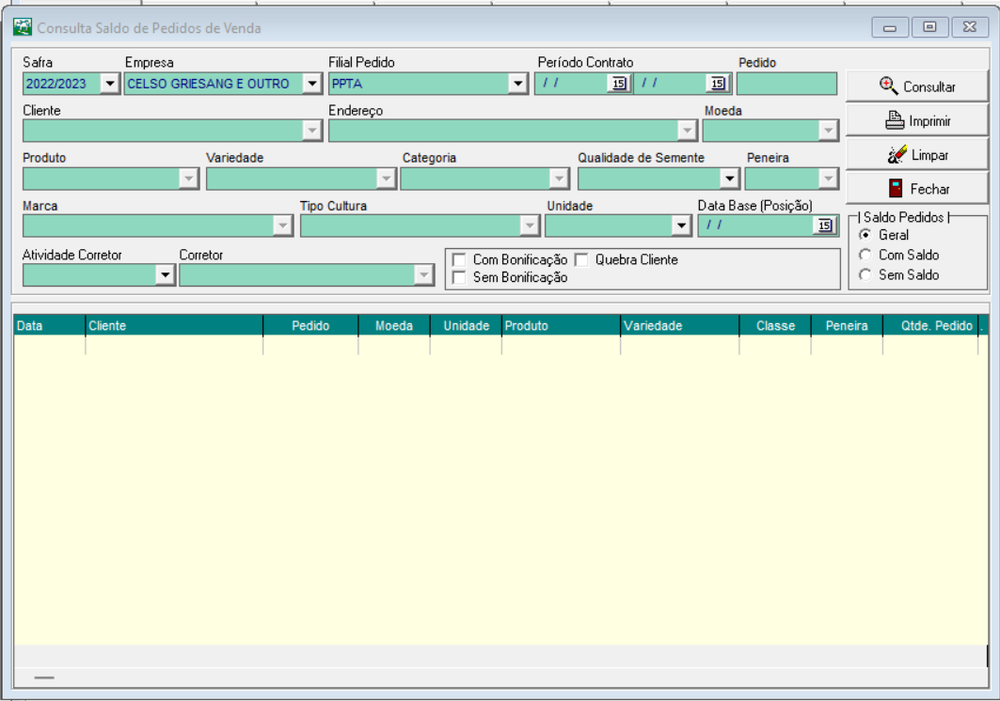 Consulta Saldo de Pedidos de Venda
Safra Empresa Filial Pedido Período Contrato Pedido
2022/2023 CELSO GRIESANG E OUTRO PPTA / / 15 / / 15
Consultar
Cliente Endereço Moeda
Imprimir
Produto Variedade Categoria Qualidade de Semente Peneira
Limpar
Fechar
Marca Tipo Cultura Unidade Data Base (Posição)
/ / 15
| Saldo Pedidos |
Geral
Com Saldo
Sem Saldo
Atividade Corretor Corretor
Com Bonificação Quebra Cliente
Sem Bonificação
Data Cliente Pedido Moeda Unidade Produto Variedade Classe Peneira Qtde. Pedido .